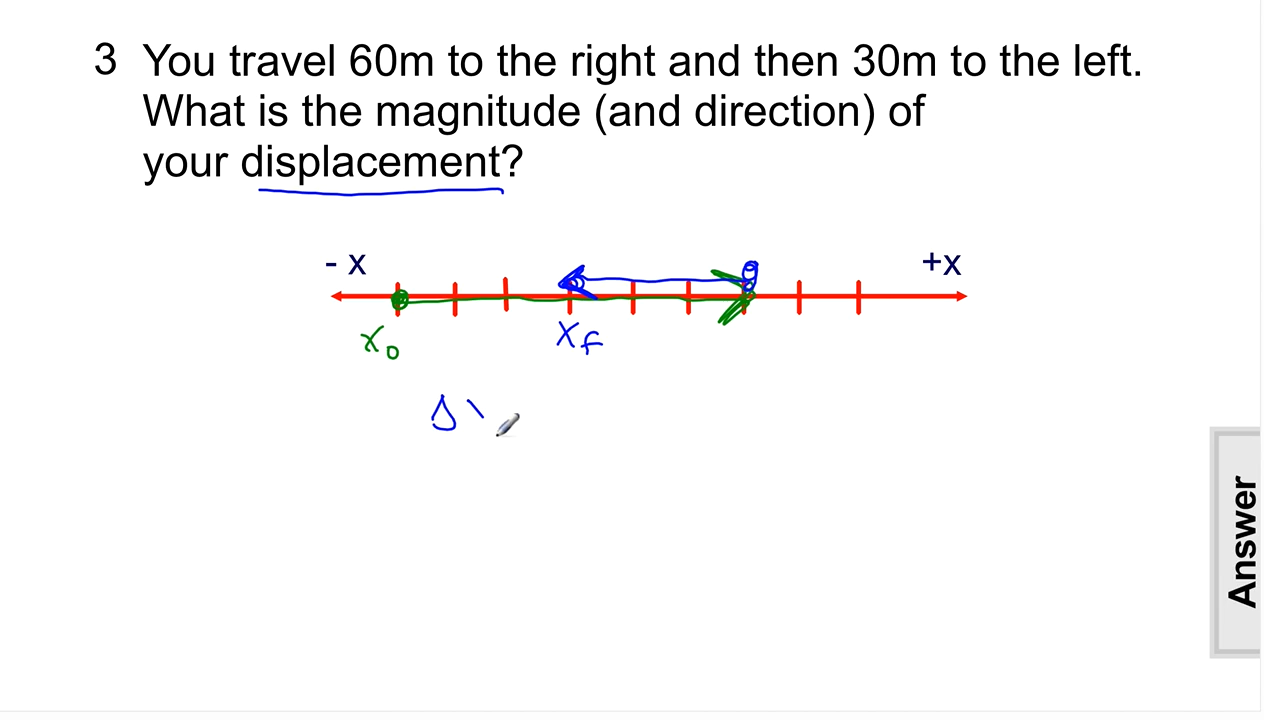 3 You travel 60m to the right and then 30m to the left.
What is the magnitude (and direction) of
your displacement?
- x +x
x₀ x_f
Δ
Answer